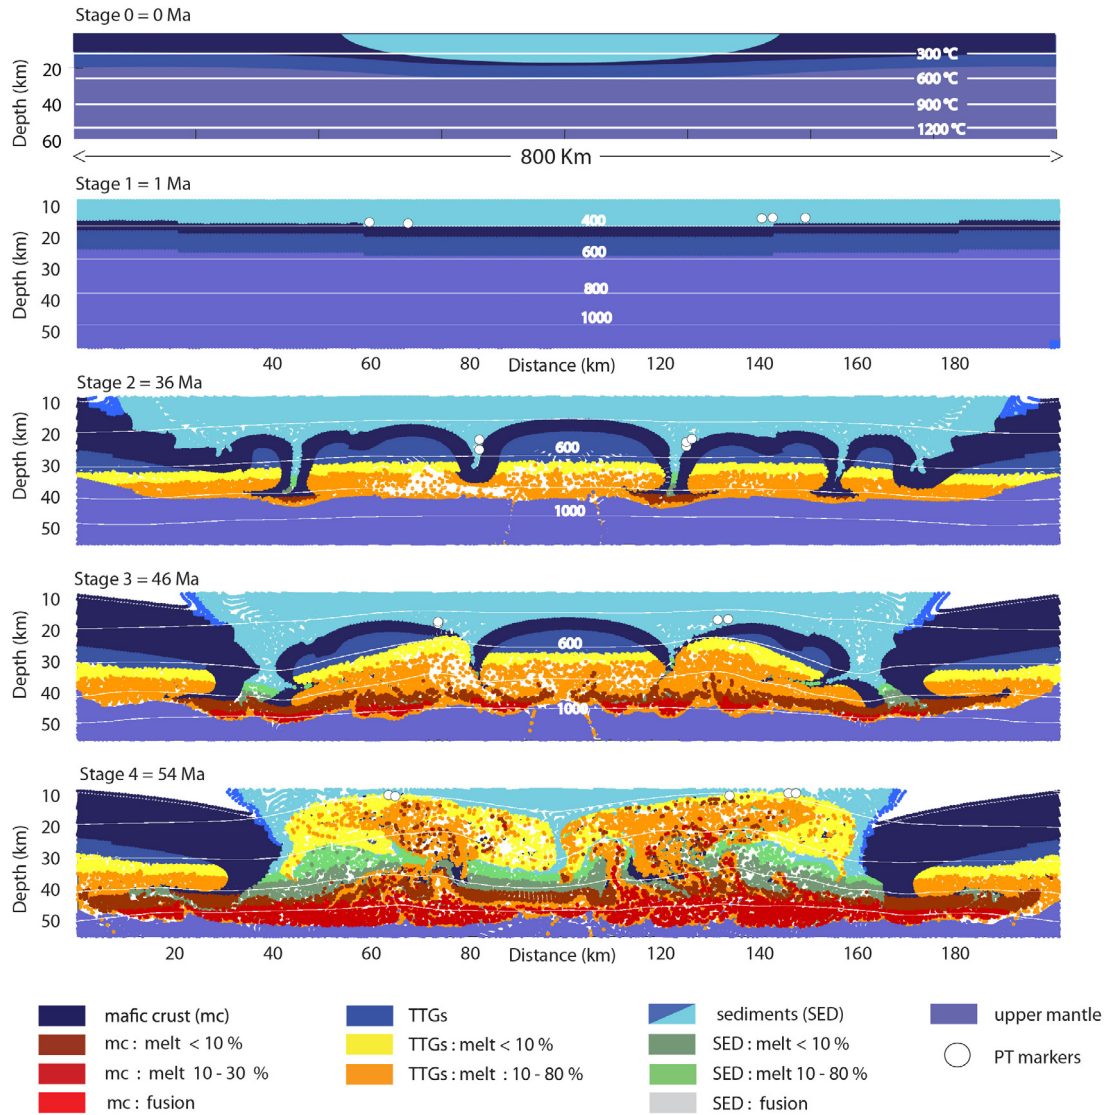 Stage 0 = 0 Ma
Depth (km)
20
40
60
300 °C
600 °C
900 °C
1200 °C
800 Km
Stage 1 = 1 Ma
Depth (km)
10
20
30
40
50
400
600
800
1000
40 60 80 Distance (km) 120 140 160 180
Stage 2 = 36 Ma
Depth (km)
10
20
30
40
50
600
1000
Stage 3 = 46 Ma
Depth (km)
10
20
30
40
50
600
1000
Stage 4 = 54 Ma
Depth (km)
10
20
30
40
50
20 40 60 80 Distance (km) 120 140 160 180
mafic crust (mc)
mc : melt < 10 %
mc : melt 10 - 30 %
mc : fusion
TTGs
TTGs : melt < 10 %
TTGs : melt : 10 - 80 %
sediments (SED)
SED : melt < 10 %
SED : melt 10 - 80 %
SED : fusion
upper mantle
PT markers